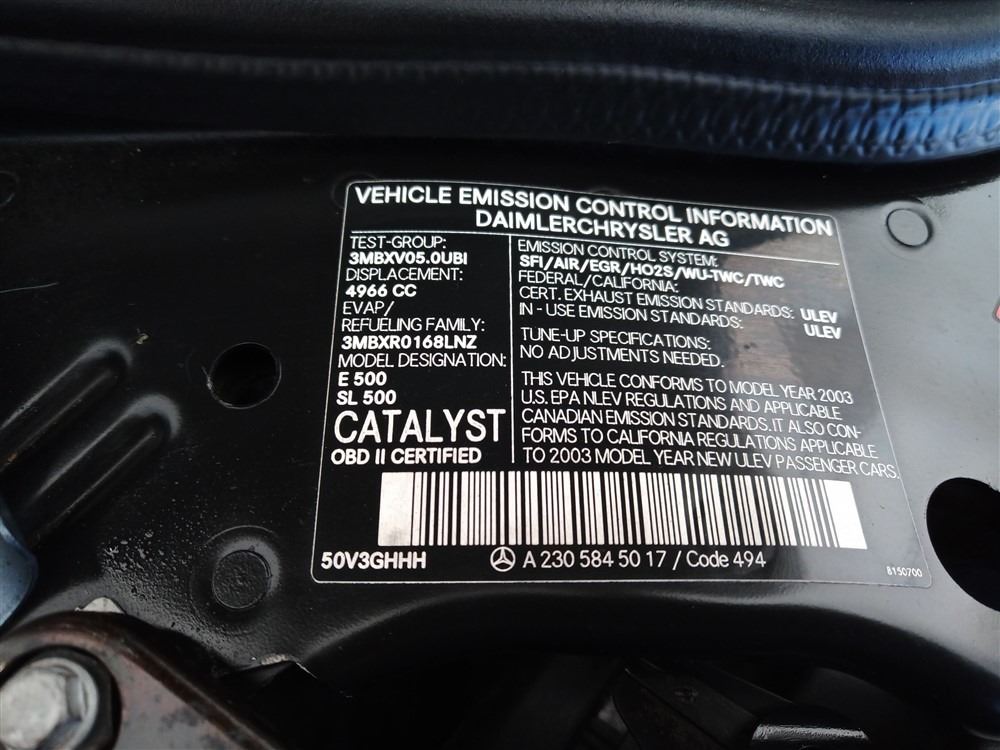 VEHICLE EMISSION CONTROL INFORMATION
DAIMLERCHRYSLER AG
TEST-GROUP:
3MBXV05.0UBI
DISPLACEMENT:
4966 CC
EVAP/
REFUELING FAMILY:
3MBXR0168LNZ
MODEL DESIGNATION:
E 500
SL 500
CATALYST
OBD II CERTIFIED
EMISSION CONTROL SYSTEM:
SFI/AIR/EGR/HO2S/WU-TWC/TWC
FEDERAL/CALIFORNIA:
CERT. EXHAUST EMISSION STANDARDS: ULEV
IN - USE EMISSION STANDARDS: ULEV
TUNE-UP SPECIFICATIONS:
NO ADJUSTMENTS NEEDED.
THIS VEHICLE CONFORMS TO MODEL YEAR 2003
U.S. EPA NLEV REGULATIONS AND APPLICABLE
CANADIAN EMISSION STANDARDS. IT ALSO CON-
FORMS TO CALIFORNIA REGULATIONS APPLICABLE
TO 2003 MODEL YEAR NEW ULEV PASSENGER CARS.
50V3GHHH
A 230 584 50 17 / Code 494
8150700